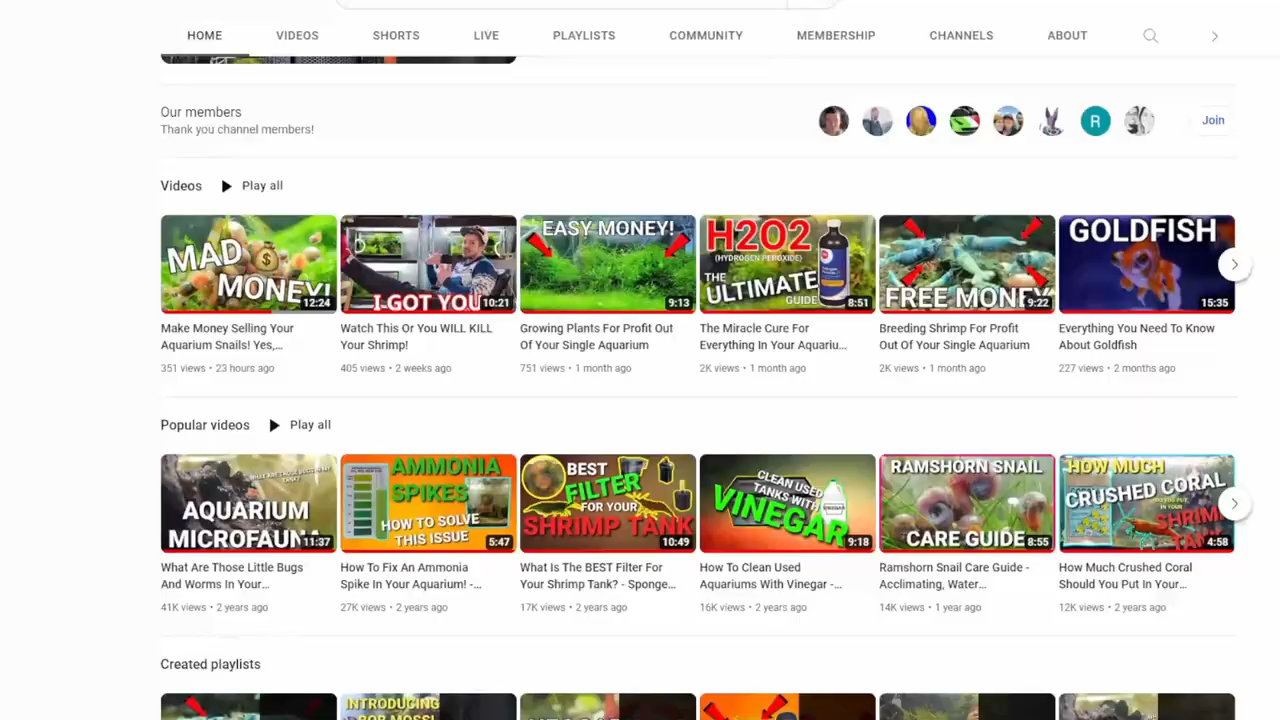 HOME VIDEOS SHORTS LIVE PLAYLISTS COMMUNITY MEMBERSHIP CHANNELS ABOUT
Our members
Thank you channel members!
R
Join
Videos Play all
MAD
MONEY!
12:24
I GOT YOU
10:21
EASY MONEY!
9:13
H2O2
(HYDROGEN PEROXIDE)
THE
ULTIMATE
GUIDE
8:51
FREE MONEY
9:22
GOLDFISH
15:35
Make Money Selling Your
Aquarium Snails! Yes,...
351 views • 23 hours ago
Watch This Or You WILL KILL
Your Shrimp!
405 views • 2 weeks ago
Growing Plants For Profit Out
Of Your Single Aquarium
751 views • 1 month ago
The Miracle Cure For
Everything In Your Aquariu...
2K views • 1 month ago
Breeding Shrimp For Profit
Out Of Your Single Aquarium
2K views • 1 month ago
Everything You Need To Know
About Goldfish
227 views • 2 months ago
Popular videos Play all
WHAT ARE THOSE BUGS IN MY
TANK?
AQUARIUM
MICROFAUNA
11:37
AMMONIA
SPIKES
HOW TO SOLVE
THIS ISSUE
5:47
BEST
FILTER
FOR YOUR
SHRIMP TANK
10:49
CLEAN USED
TANKS WITH
VINEGAR
9:18
RAMSHORN SNAIL
CARE GUIDE
8:55
HOW MUCH
CRUSHED CORAL
IN YOUR
SHRIMP
TANK
4:58
What Are Those Little Bugs
And Worms In Your...
41K views • 2 years ago
How To Fix An Ammonia
Spike In Your Aquarium! -...
27K views • 2 years ago
What Is The BEST Filter For
Your Shrimp Tank? - Sponge...
17K views • 2 years ago
How To Clean Used
Aquariums With Vinegar -...
16K views • 2 years ago
Ramshorn Snail Care Guide -
Acclimating, Water...
14K views • 1 year ago
How Much Crushed Coral
Should You Put In Your...
12K views • 2 years ago
Created playlists
INTRODUCING